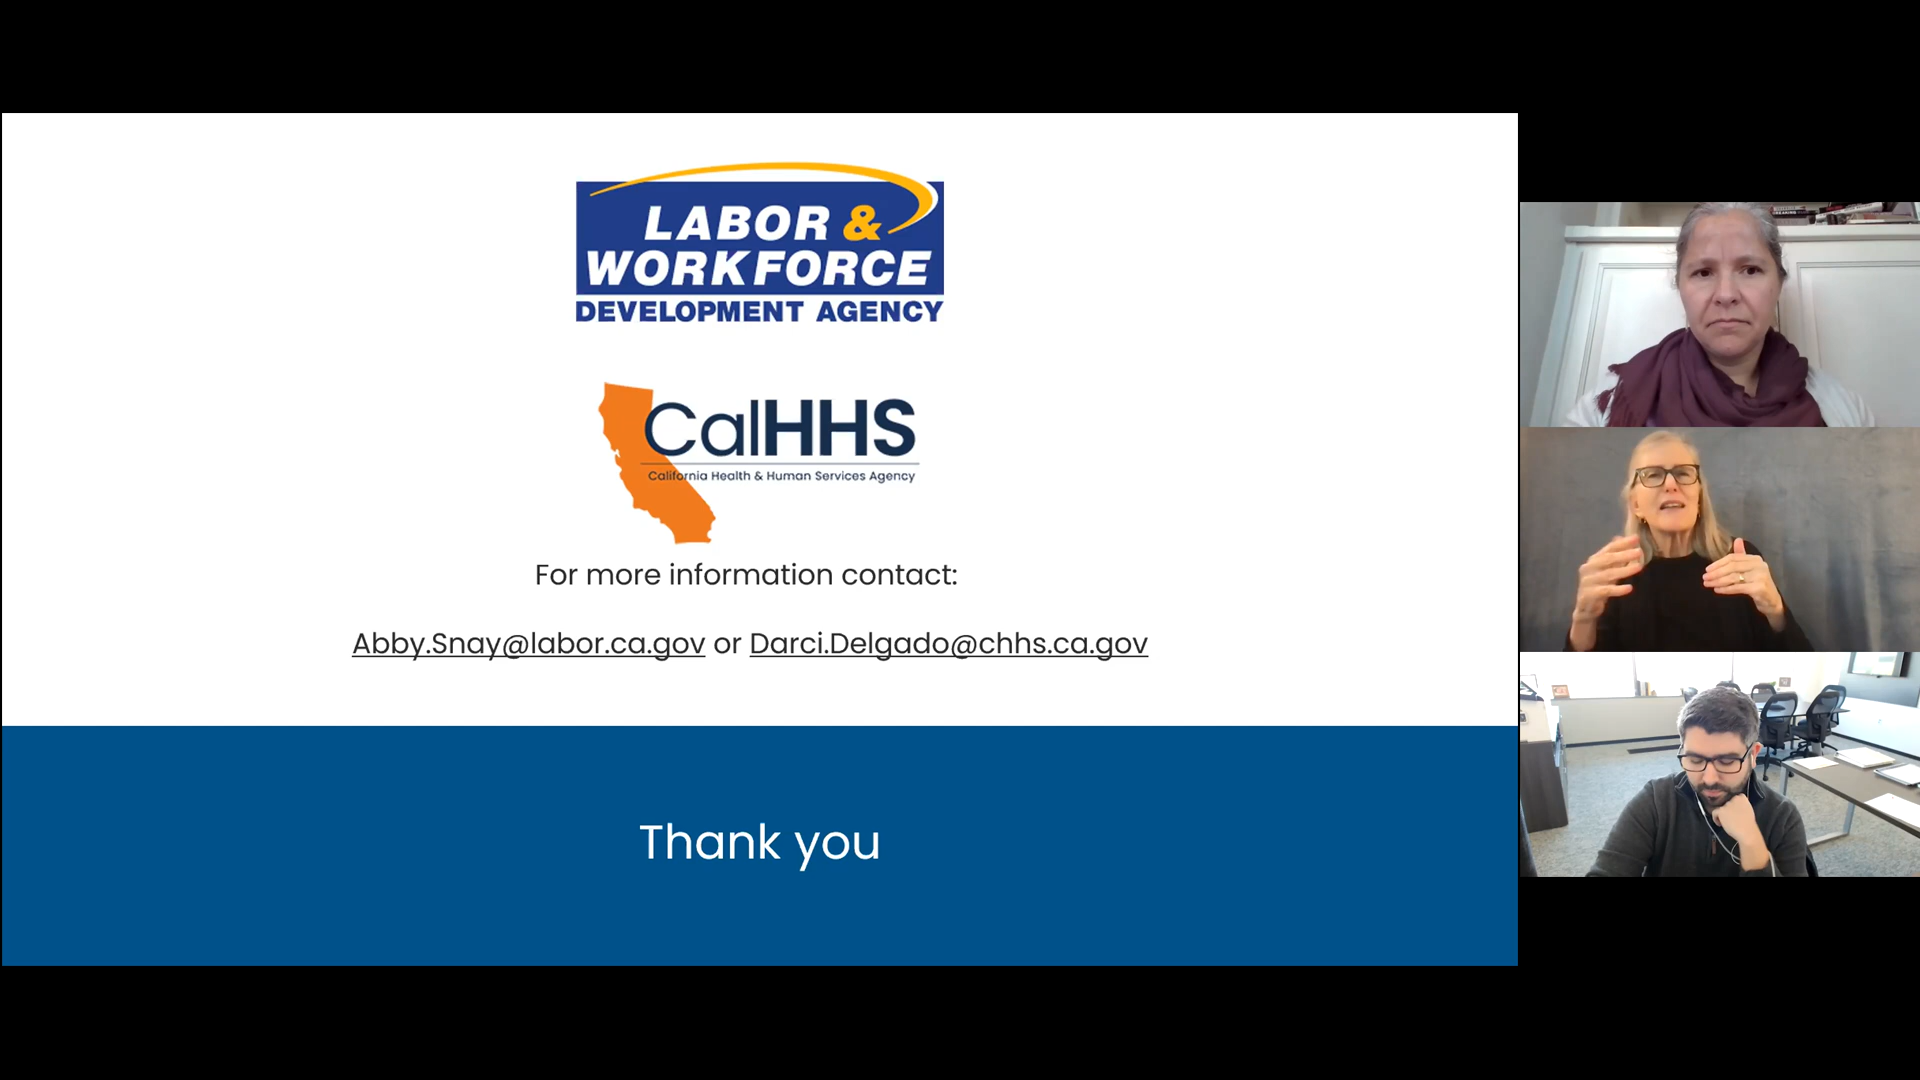 LABOR &
WORKFORCE
DEVELOPMENT AGENCY
CalHHS
California Health & Human Services Agency
For more information contact:
Abby.Snay@labor.ca.gov or Darci.Delgado@chhs.ca.gov
Thank you